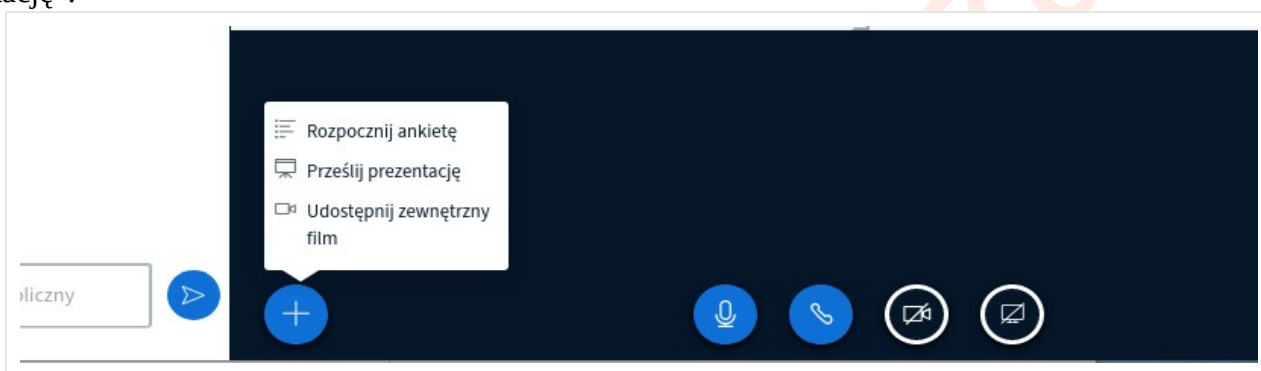 Rozpocznij ankietę
Prześlij prezentację
Udostępnij zewnętrzny
film